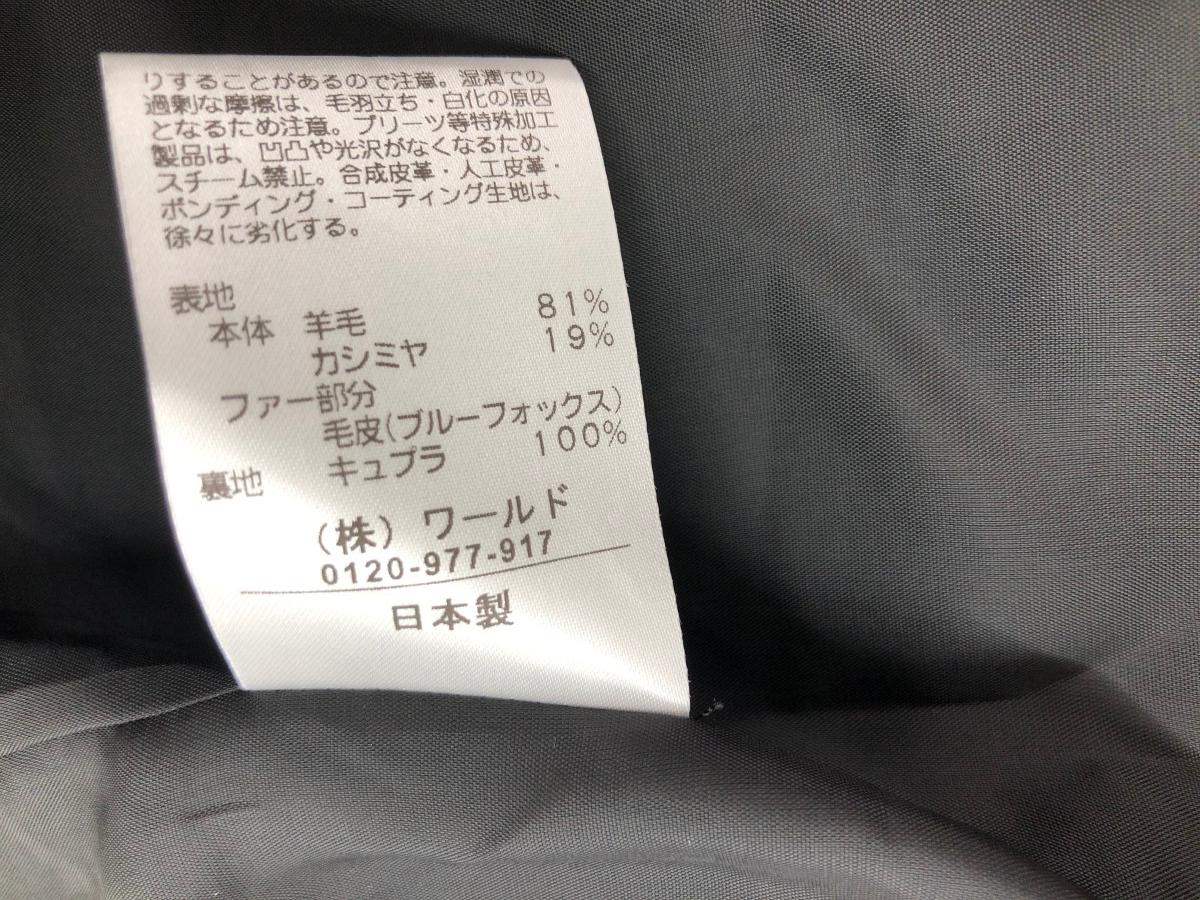 りすることがあるので注意。湿潤での
過剰な摩擦は、毛羽立ち・白化の原因
となるため注意。プリーツ等特殊加工
製品は、凹凸や光沢がなくなるため、
スチーム禁止。合成皮革・人工皮革・
ボンディング・コーティング生地は、
徐々に劣化する。
表地
本体 羊毛 81%
カシミヤ 19%
ファー部分
毛皮(ブルーフォックス)
裏地 キュプラ 100%
(株) ワールド
0120-977-917
日本製